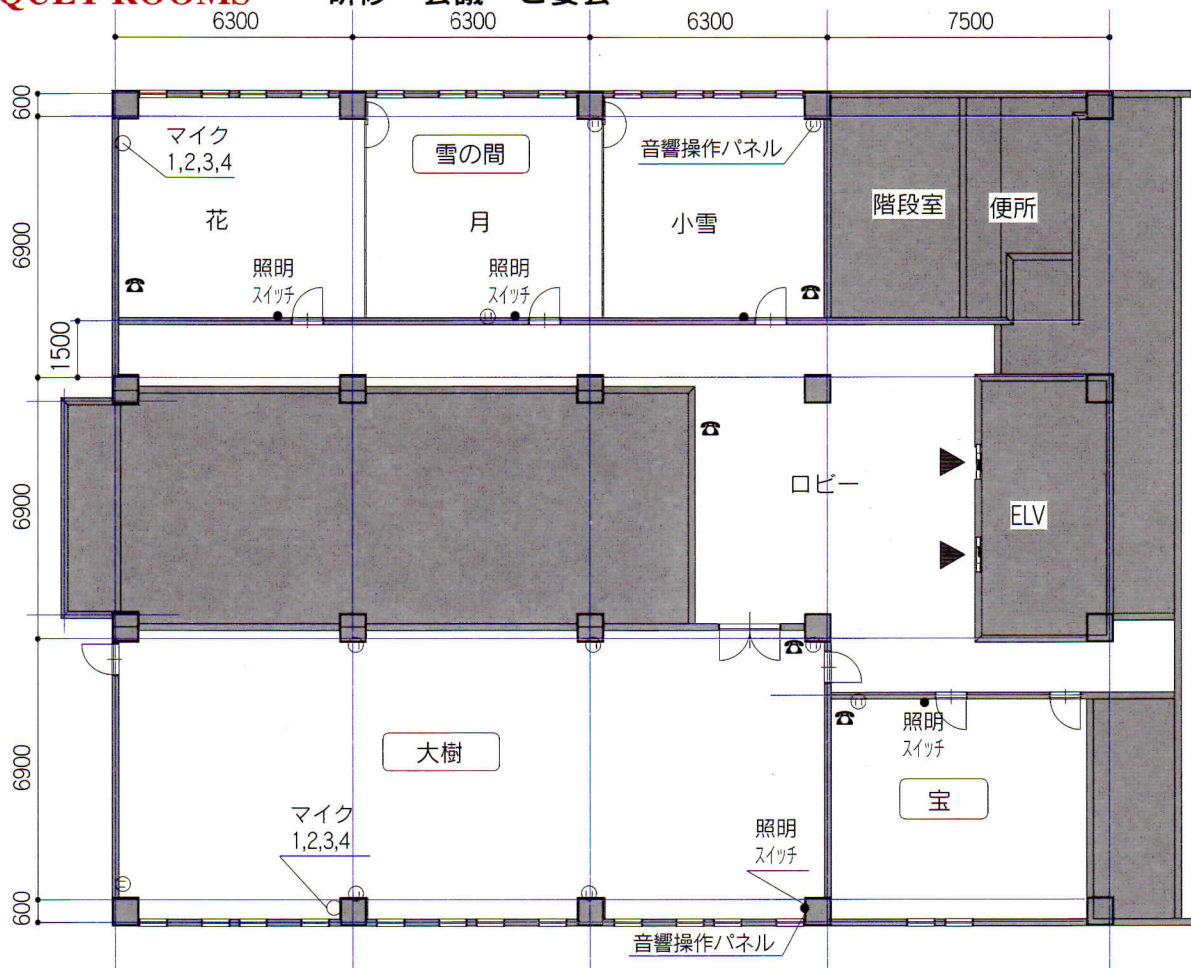 QUET ROOMS
6300
6300
6300
7500
600
6900
1500
6900
6900
600
マイク
1,2,3,4
雪の間
音響操作パネル
花
月
小雪
階段室
便所
照明
スイッチ
照明
スイッチ
ロビー
ELV
大樹
照明
スイッチ
宝
マイク
1,2,3,4
照明
スイッチ
音響操作パネル